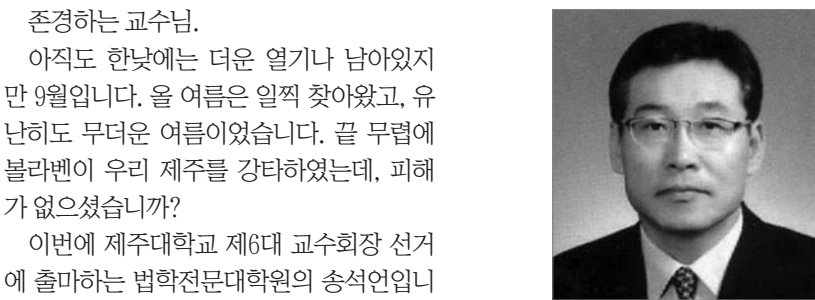 존경하는 교수님.
아직도 한낮에는 더운 열기나 남아있지
만 9월입니다. 올 여름은 일찍 찾아왔고, 유
난히도 무더운 여름이었습니다. 끝 무렵에
볼라벤이 우리 제주를 강타하였는데, 피해
가 없으셨습니까?
이번에 제주대학교 제6대 교수회장 선거
에 출마하는 법학전문대학원의 송석언입니